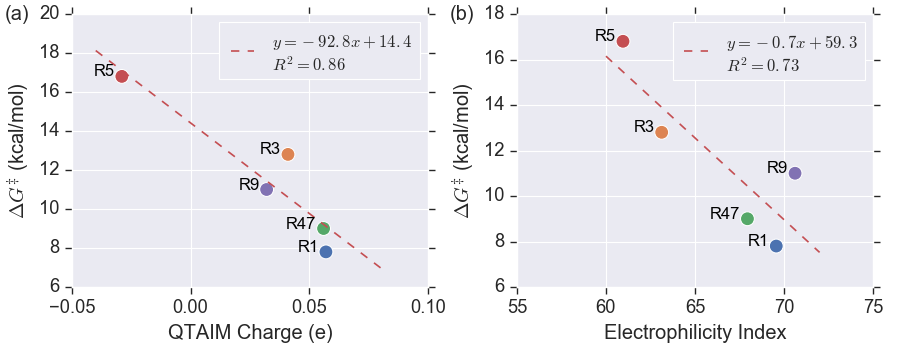 (a)
20
18
16
14
12
10
8
6
ΔG‡ (kcal/mol)
y = −92.8x + 14.4
R² = 0.86
R5
R3
R9
R47
R1
−0.05
0.00
0.05
0.10
QTAIM Charge (e)
(b)
18
16
14
12
10
8
6
ΔG‡ (kcal/mol)
y = −0.7x + 59.3
R² = 0.73
R5
R3
R9
R47
R1
55
60
65
70
75
Electrophilicity Index